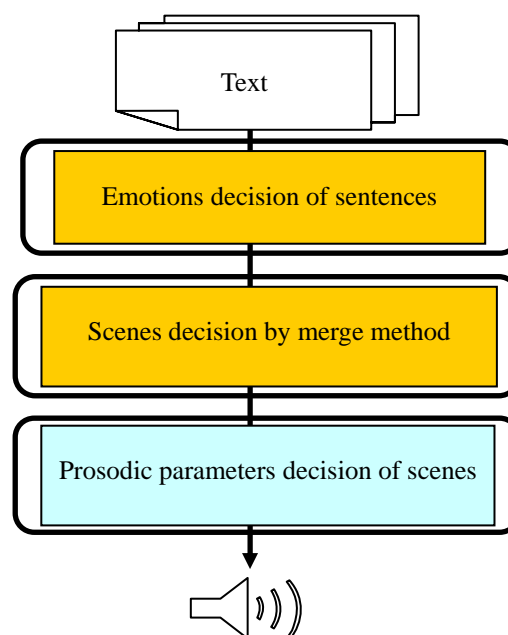 Text
Emotions decision of sentences
Scenes decision by merge method
Prosodic parameters decision of scenes